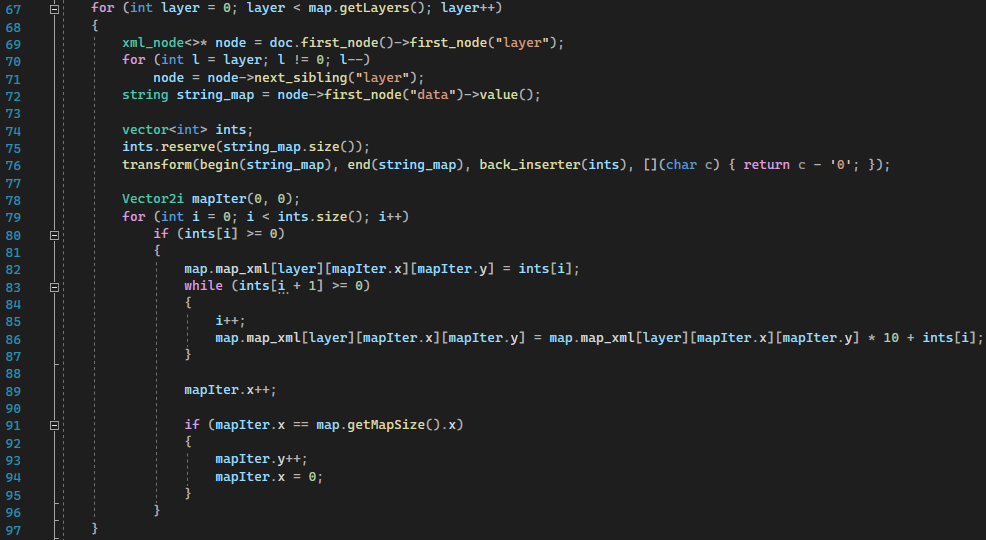 67 for (int layer = 0; layer < map.getLayers(); layer++)
68 {
69 xml_node<>* node = doc.first_node()->first_node("layer");
70 for (int l = layer; l != 0; l--)
71 node = node->next_sibling("layer");
72 string string_map = node->first_node("data")->value();
73
74 vector<int> ints;
75 ints.reserve(string_map.size());
76 transform(begin(string_map), end(string_map), back_inserter(ints), [](char c) { return c - '0'; });
77
78 Vector2i mapIter(0, 0);
79 for (int i = 0; i < ints.size(); i++)
80 if (ints[i] >= 0)
81 {
82 map.map_xml[layer][mapIter.x][mapIter.y] = ints[i];
83 while (ints[i + 1] >= 0)
84 {
85 i++;
86 map.map_xml[layer][mapIter.x][mapIter.y] = map.map_xml[layer][mapIter.x][mapIter.y] * 10 + ints[i];
87 }
88
89 mapIter.x++;
90
91 if (mapIter.x == map.getMapSize().x)
92 {
93 mapIter.y++;
94 mapIter.x = 0;
95 }
96 }
97 }